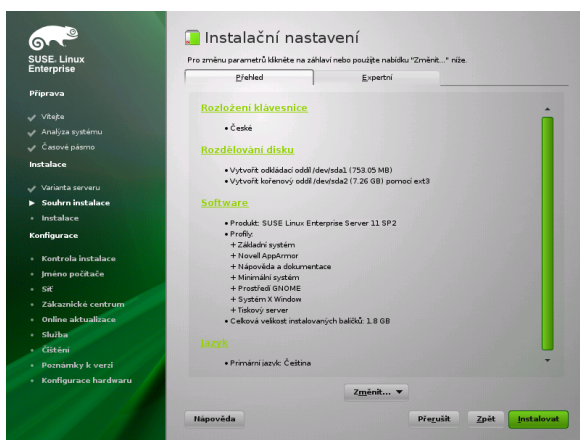 SUSE. Linux
Enterprise
Příprava
Vítejte
Analýza systému
Časové pásmo
Instalace
Varianta serveru
Souhrn instalace
Instalace
Konfigurace
Kontrola instalace
Jméno počítače
Síť
Zákaznické centrum
Online aktualizace
Služba
Čištění
Poznámky k verzi
Konfigurace hardwaru
Instalační nastavení
Pro změnu parametrů klikněte na záhlaví nebo použijte nabídku "Změnit..." níže.
Přehled
Expertní
Rozložení klávesnice
• České
Rozdělování disku
• Vytvořit odkládací oddíl /dev/sda1 (753.05 MB)
• Vytvořit kořenový oddíl /dev/sda2 (7.26 GB) pomocí ext3
Software
• Produkt: SUSE Linux Enterprise Server 11 SP2
• Profily:
+ Základní systém
+ Novell AppArmor
+ Nápověda a dokumentace
+ Minimální systém
+ Prostředí GNOME
+ Systém X Window
+ Tiskový server
• Celková velikost instalovaných balíčků: 1.8 GB
Jazyk
• Primární jazyk: Čeština
Změnit...
Nápověda
Přerušit
Zpět
Instalovat